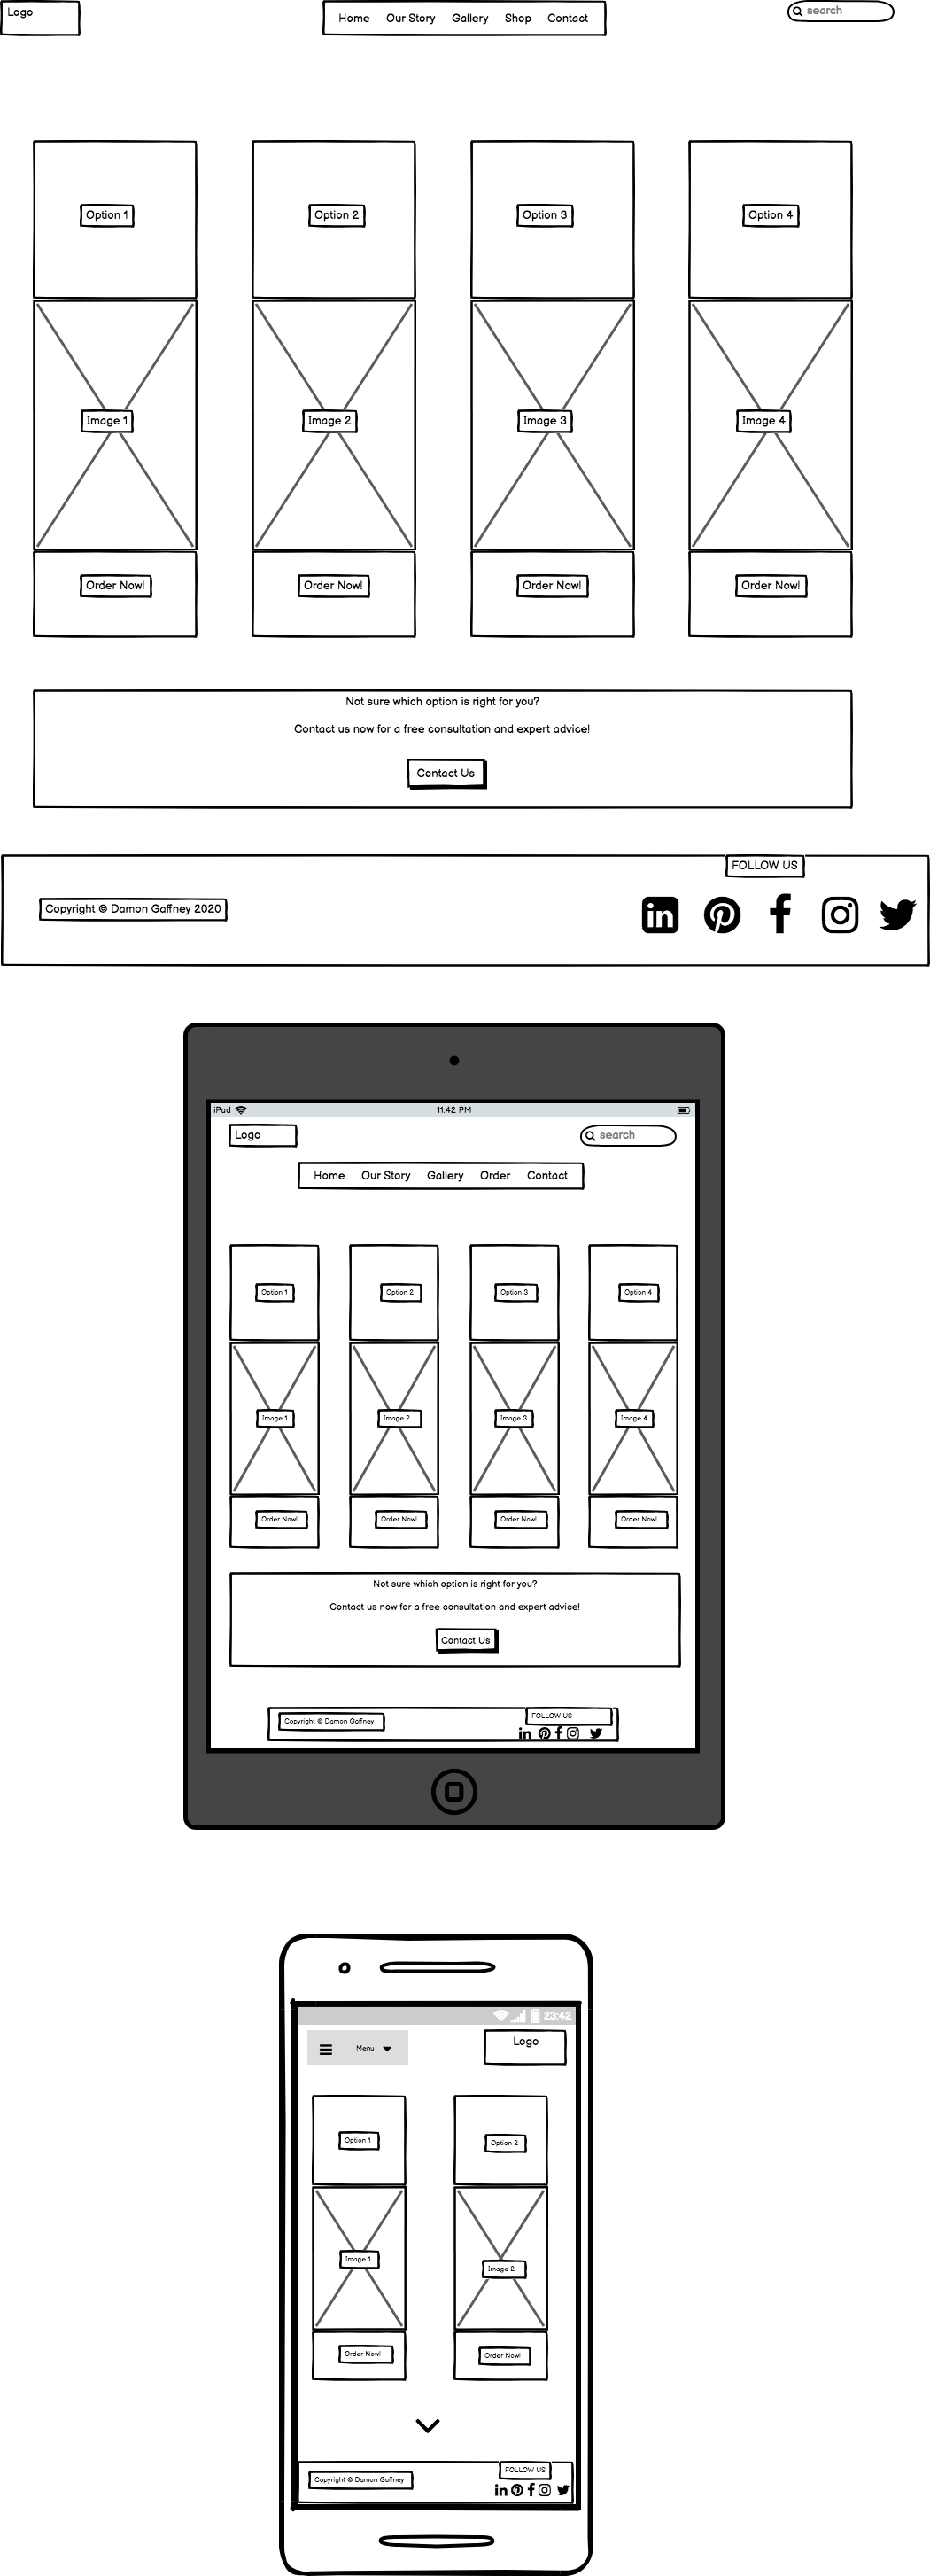 Logo
Home Our Story Gallery Shop Contact
search
Option 1 Option 2 Option 3 Option 4
Image 1 Image 2 Image 3 Image 4
Order Now! Order Now! Order Now! Order Now!
Not sure which option is right for you?
Contact us now for a free consultation and expert advice!
Contact Us
FOLLOW US
Copyright © Damon Gaffney 2020
iPad 11:42 PM
Logo search
Home Our Story Gallery Order Contact
Option 1 Option 2 Option 3 Option 4
Image 1 Image 2 Image 3 Image 4
Order Now! Order Now! Order Now! Order Now!
Not sure which option is right for you?
Contact us now for a free consultation and expert advice!
Contact Us
FOLLOW US
Copyright © Damon Gaffney
23:42
Menu Logo
Option 1 Option 2
Image 1 Image 2
Order Now! Order Now!
FOLLOW US
Copyright © Damon Gaffney